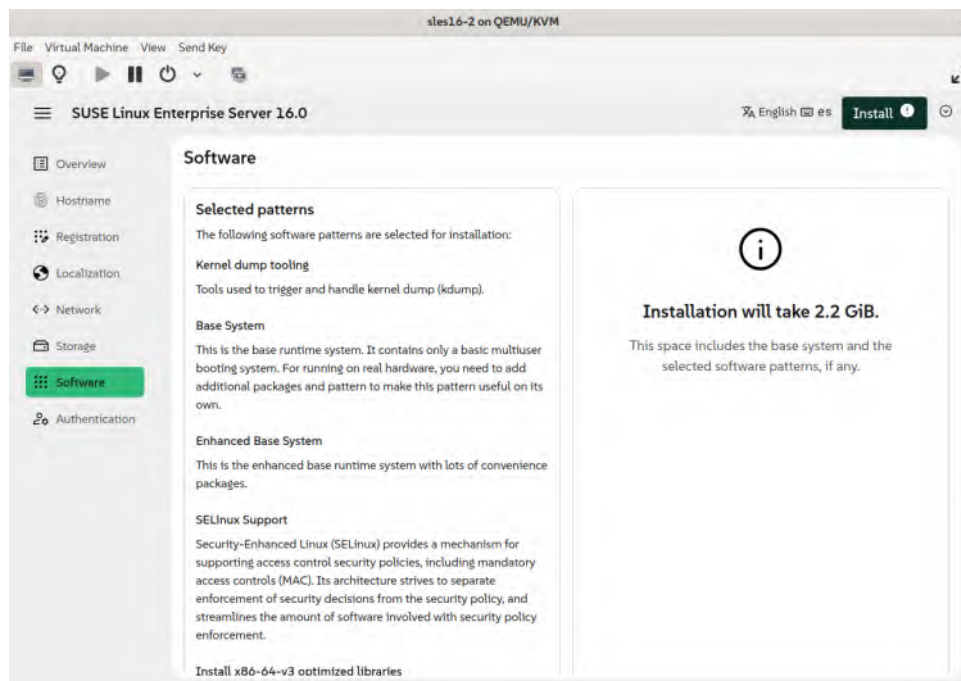 sles16-2 on QEMU/KVM
File Virtual Machine View Send Key
SUSE Linux Enterprise Server 16.0
English es Install
Overview
Hostname
Registration
Localization
Network
Storage
Software
Authentication
Software
Selected patterns
The following software patterns are selected for installation:
Kernel dump tooling
Tools used to trigger and handle kernel dump (kdump).
Base System
This is the base runtime system. It contains only a basic multiuser
booting system. For running on real hardware, you need to add
additional packages and pattern to make this pattern useful on its
own.
Enhanced Base System
This is the enhanced base runtime system with lots of convenience
packages.
SELinux Support
Security-Enhanced Linux (SELinux) provides a mechanism for
supporting access control security policies, including mandatory
access controls (MAC). Its architecture strives to separate
enforcement of security decisions from the security policy, and
streamlines the amount of software involved with security policy
enforcement.
Install x86-64-v3 optimized libraries
Installation will take 2.2 GiB.
This space includes the base system and the
selected software patterns, if any.